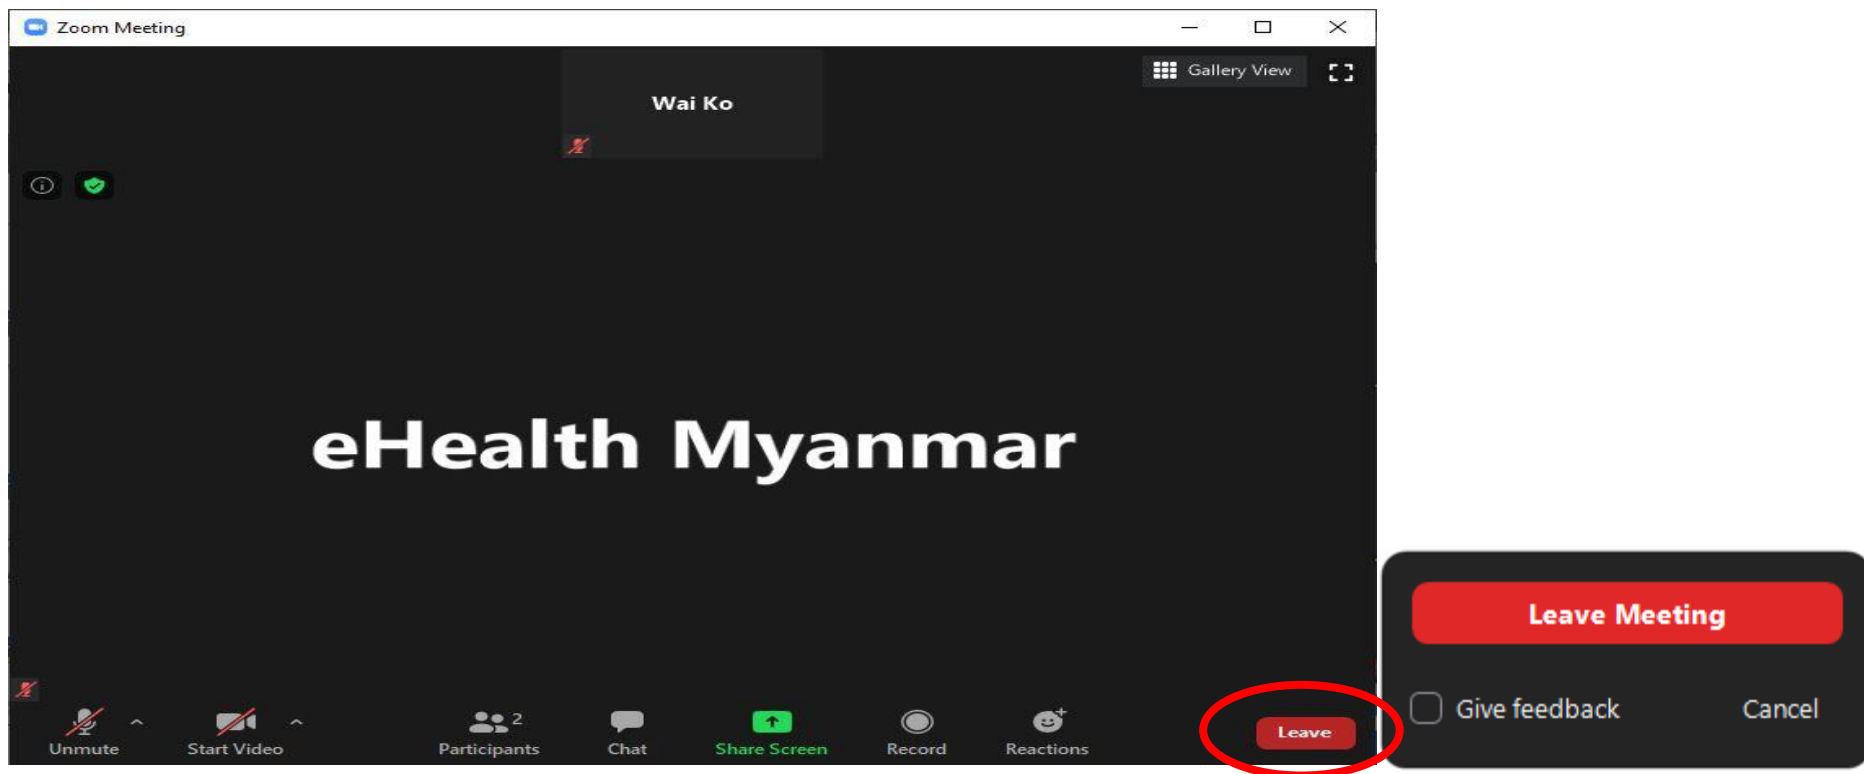 Zoom Meeting
Gallery View
Wai Ko
eHealth Myanmar
Unmute
Start Video
2
Participants
Chat
Share Screen
Record
Reactions
Leave
Leave Meeting
Give feedback
Cancel